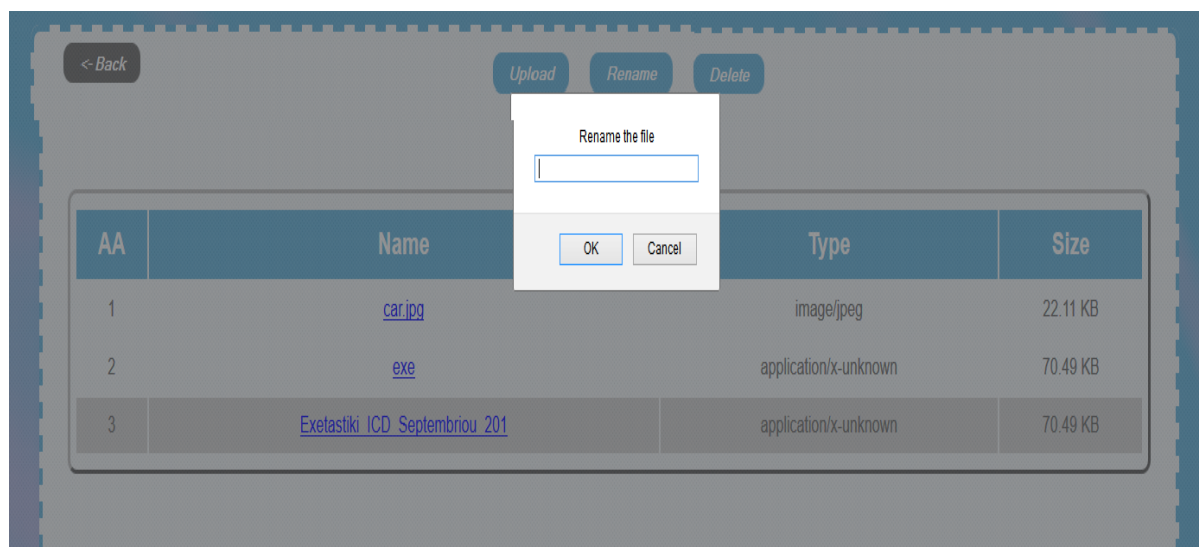 <- Back
Upload Rename Delete
Rename the file
OK Cancel
AA Name Type Size
1 car.jpg image/jpeg 22.11 KB
2 exe application/x-unknown 70.49 KB
3 Exetastiki_ICD_Septembriou_201 application/x-unknown 70.49 KB